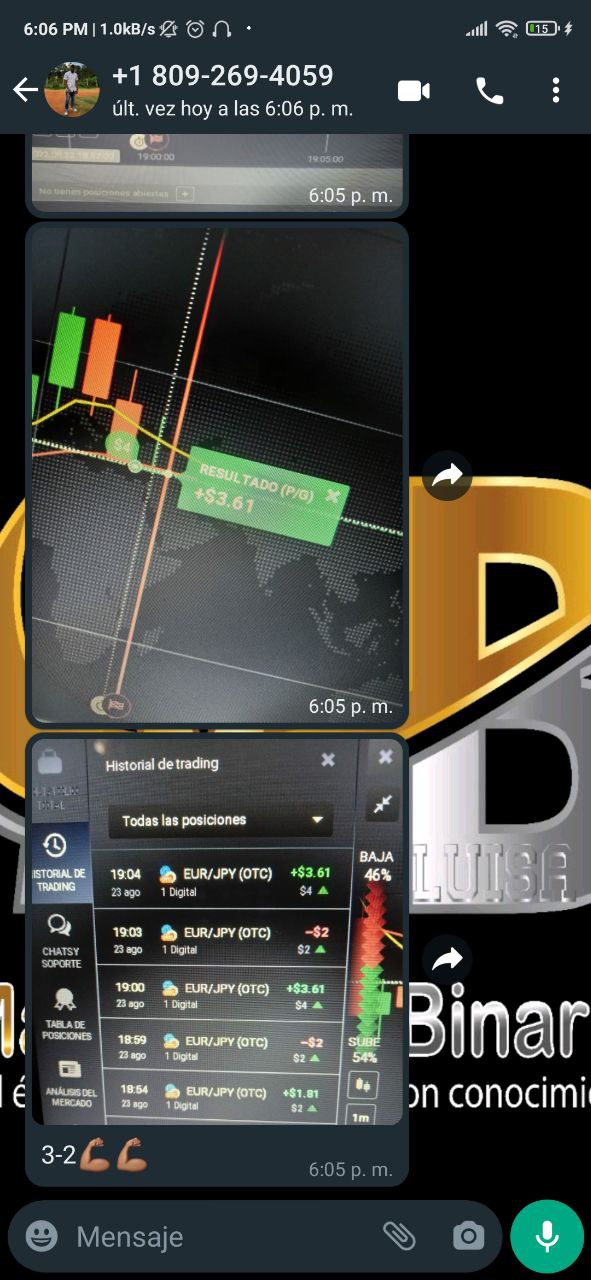 6:06 PM | 1.0kB/s
15
+1 809-269-4059
últ. vez hoy a las 6:06 p. m.
19:00:00
19:05:00
No tienes posiciones abiertas
6:05 p. m.
$4
RESULTADO (P/G)
+$3.61
6:05 p. m.
Historial de trading
Todas las posiciones
HISTORIAL DE
TRADING
CHATS Y
SOPORTE
TABLA DE
POSICIONES
ANÁLISIS DEL
MERCADO
19:04 EUR/JPY (OTC) +$3.61
23 ago 1 Digital $4
19:03 EUR/JPY (OTC) −$2
23 ago 1 Digital $2
19:00 EUR/JPY (OTC) +$3.61
23 ago 1 Digital $4
18:59 EUR/JPY (OTC) −$2
23 ago 1 Digital $2
18:54 EUR/JPY (OTC) +$1.81
23 ago 1 Digital $2
BAJA
46%
SUBE
54%
1m
3-2
6:05 p. m.
LUISA
Binar
on conocimi
Mensaje